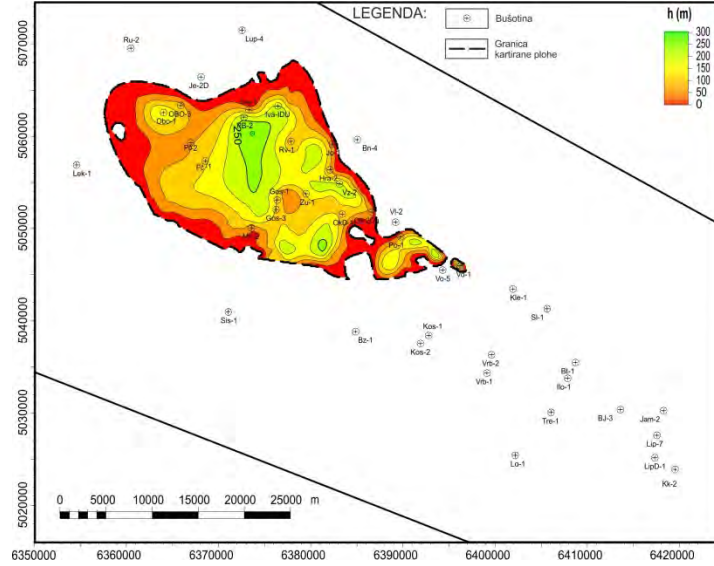 LEGENDA:
Bušotina
Granica
kartirane plohe
h (m)
300
250
200
150
100
50
0
5070000
5060000
5050000
5040000
5030000
5020000
Ru-2
Lup-4
Je-2D
OBO-3
Dbo-1
Iva-IDU
Rv-1
Bn-4
Lek-1
250
Vz-2
Gos-1
Gos-3
Zu-1
Vl-2
Po-1
Vo-5
Vo-1
Kle-1
Sl-1
Sis-1
Bz-1
Kos-1
Kos-2
Vrb-2
Vrb-1
Bl-1
Ilo-1
Tre-1
BJ-3
Jam-2
Lip-7
Lo-1
LipD-1
Kk-2
0 5000 10000 15000 20000 25000 m
6350000 6360000 6370000 6380000 6390000 6400000 6410000 6420000